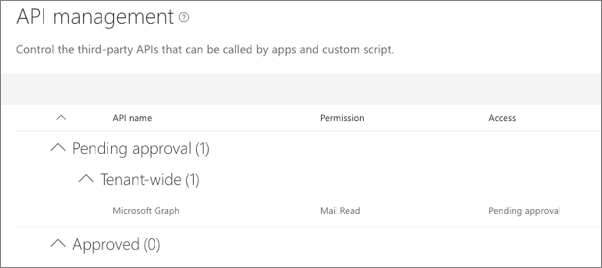 API management ?
Control the third-party APIs that can be called by apps and custom script.
API name Permission Access
Pending approval (1)
Tenant-wide (1)
Microsoft Graph Mail.Read Pending approval
Approved (0)